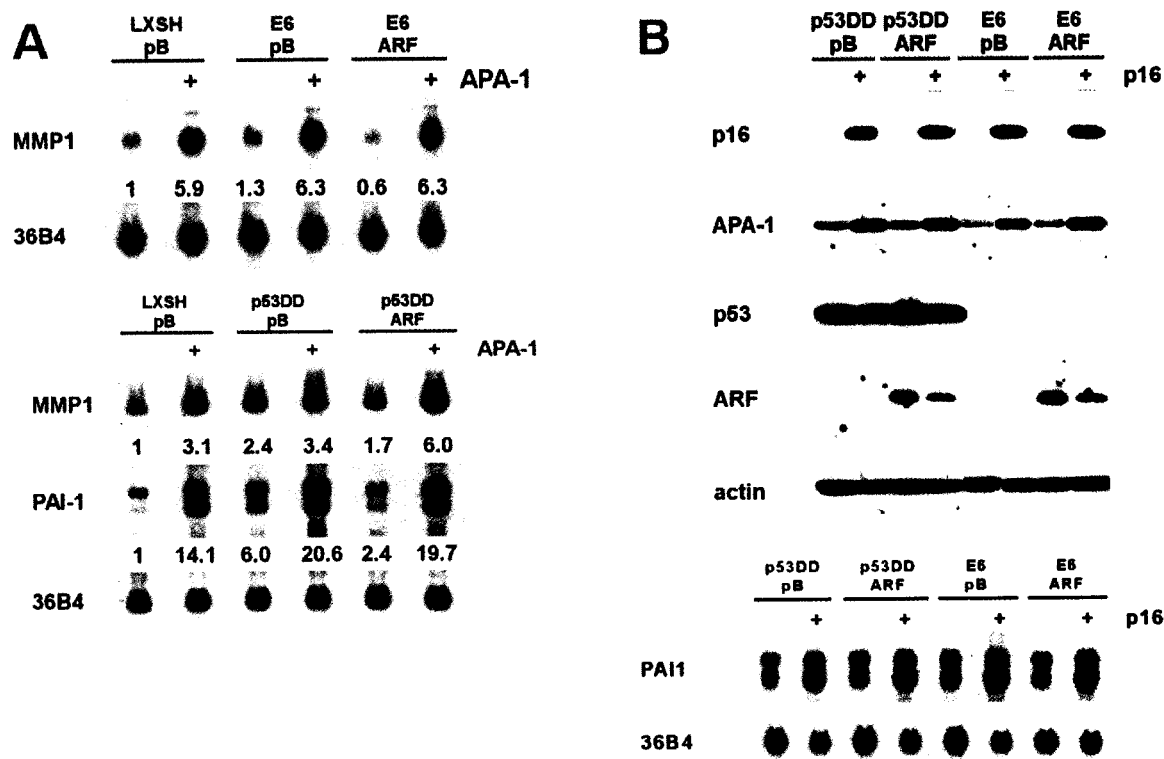 A
LXSH E6 E6
pB pB ARF
+ + + APA-1
MMP1
1 5.9 1.3 6.3 0.6 6.3
36B4
LXSH p53DD p53DD
pB pB ARF
+ + + APA-1
MMP1
1 3.1 2.4 3.4 1.7 6.0
PAI-1
1 14.1 6.0 20.6 2.4 19.7
36B4
B
p53DD p53DD E6 E6
pB ARF pB ARF
+ + + + p16
p16
APA-1
p53
ARF
actin
p53DD p53DD E6 E6
pB ARF pB ARF
+ + + + p16
PAI1
36B4